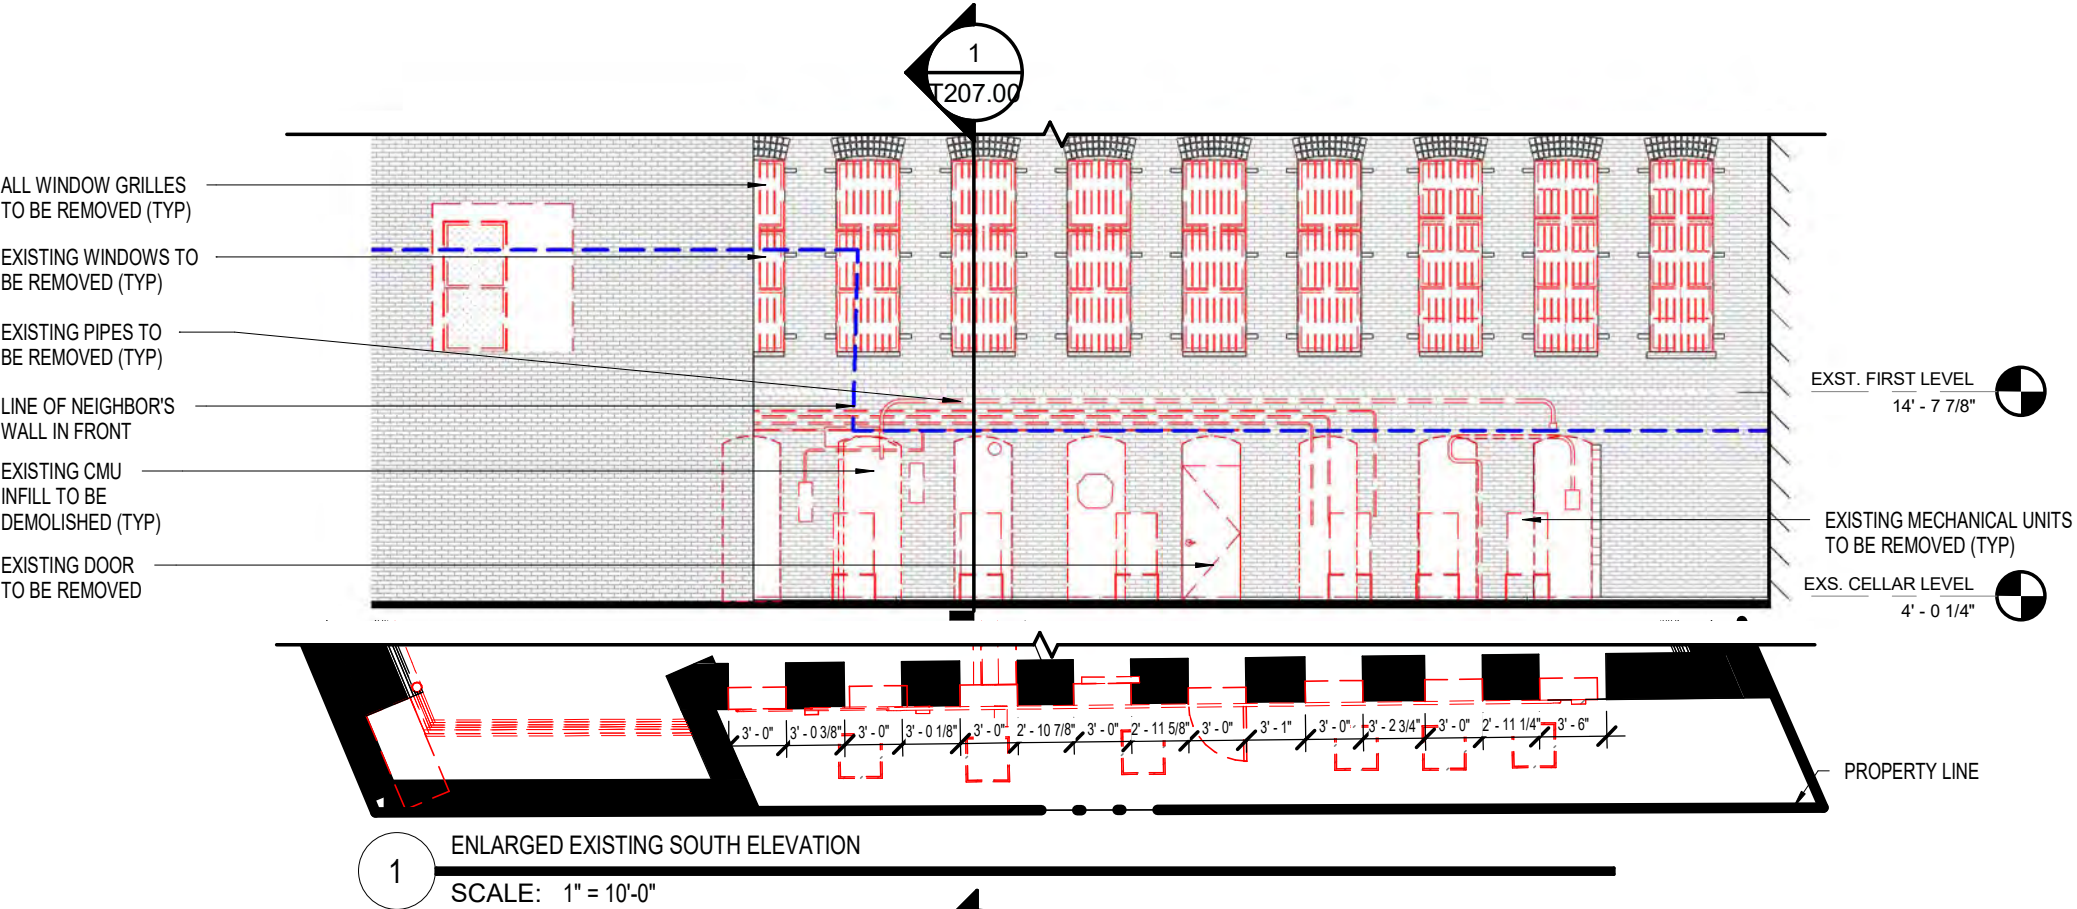 1
T207.00
ALL WINDOW GRILLES
TO BE REMOVED (TYP)
EXISTING WINDOWS TO
BE REMOVED (TYP)
EXISTING PIPES TO
BE REMOVED (TYP)
LINE OF NEIGHBOR'S
WALL IN FRONT
EXISTING CMU
INFILL TO BE
DEMOLISHED (TYP)
EXISTING DOOR
TO BE REMOVED
EXST. FIRST LEVEL
14' - 7 7/8"
EXISTING MECHANICAL UNITS
TO BE REMOVED (TYP)
EXS. CELLAR LEVEL
4' - 0 1/4"
3' - 0" 3' - 0 3/8" 3' - 0" 3' - 0 1/8" 3' - 0" 2' - 10 7/8" 3' - 0" 2' - 11 5/8" 3' - 0" 3' - 1" 3' - 0" 3' - 2 3/4" 3' - 0" 2' - 11 1/4" 3' - 6"
PROPERTY LINE
1
ENLARGED EXISTING SOUTH ELEVATION
SCALE: 1" = 10'-0"